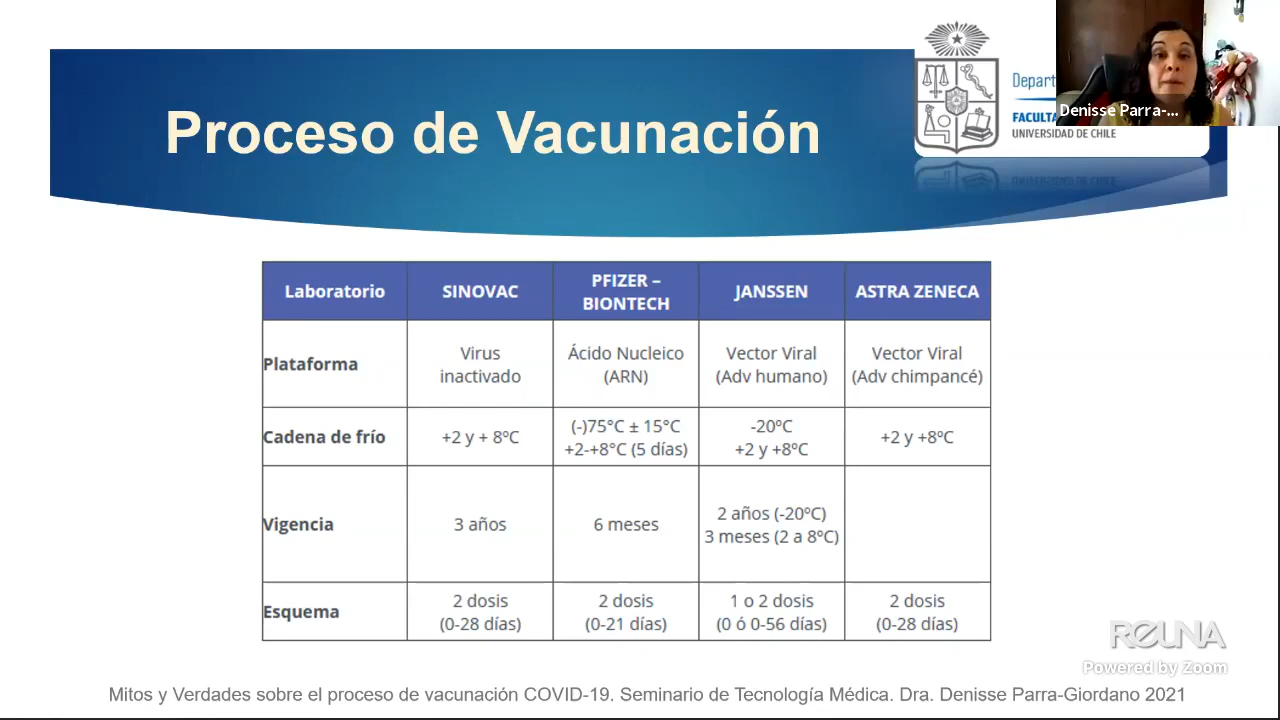 Proceso de Vacunación
Depart
FACULTA
UNIVERSIDAD DE CHILE
Denisse Parra-...
Laboratorio SINOVAC PFIZER – BIONTECH JANSSEN ASTRA ZENECA
Plataforma
Virus
inactivado
Ácido Nucleico
(ARN)
Vector Viral
(Adv humano)
Vector Viral
(Adv chimpancé)
Cadena de frío
+2 y + 8ºC
(-)75°C ± 15°C
+2-+8°C (5 días)
-20ºC
+2 y +8ºC
+2 y +8ºC
Vigencia
3 años
6 meses
2 años (-20ºC)
3 meses (2 a 8ºC)
Esquema
2 dosis
(0-28 días)
2 dosis
(0-21 días)
1 o 2 dosis
(0 ó 0-56 días)
2 dosis
(0-28 días)
REUNA
Powered by Zoom
Mitos y Verdades sobre el proceso de vacunación COVID-19. Seminario de Tecnología Médica. Dra. Denisse Parra-Giordano 2021